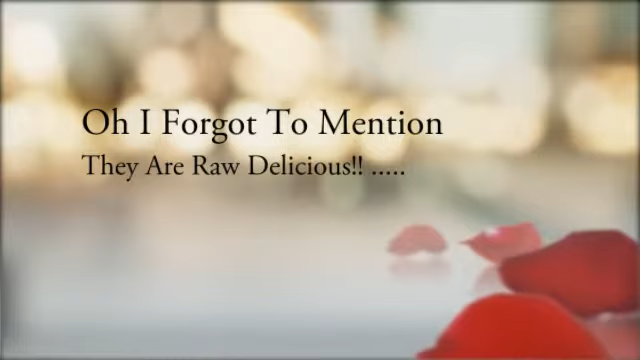 Oh I Forgot To Mention
They Are Raw Delicious!! .....